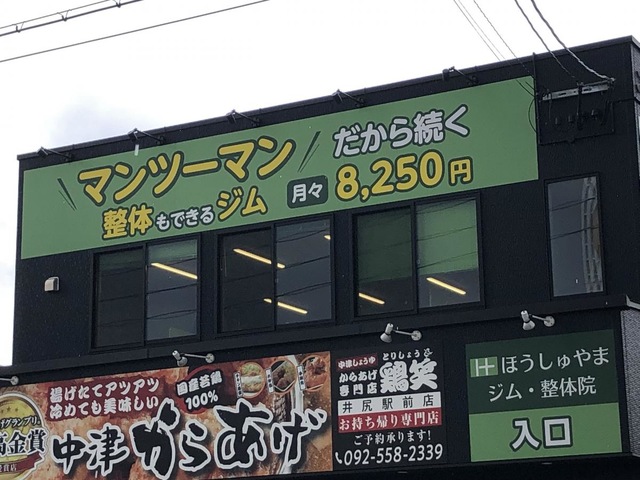 マンツーマン
だから続く
整体もできるジム
月々 8,250円
揚げたてアツアツ
冷めても美味しい
国産若鶏
100%
中津からあげ
金賞
中津しょうゆ
からあげ
専門店
とりしょう
鶏笑
井尻駅前店
お持ち帰り専門店
ご予約承ります!
092-558-2339
ほうしゅやま
ジム・整体院
入口